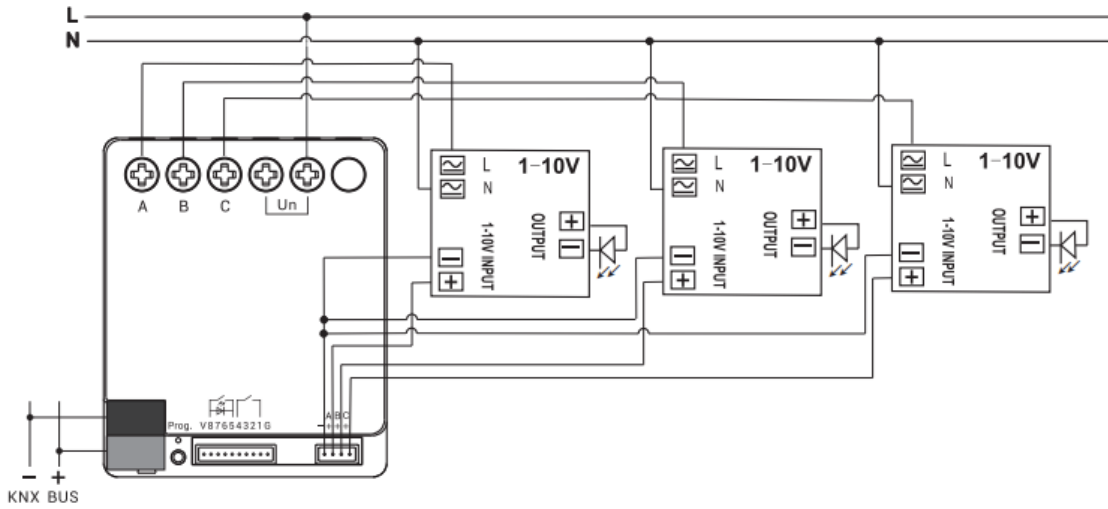 L
N
A B C Un
L 1-10V
N
1-10V INPUT
OUTPUT
+
−
−
+
L 1-10V
N
1-10V INPUT
OUTPUT
+
−
−
+
L 1-10V
N
1-10V INPUT
OUTPUT
+
−
−
+
A B C
Prog. V87654321G − + + +
− +
KNX BUS